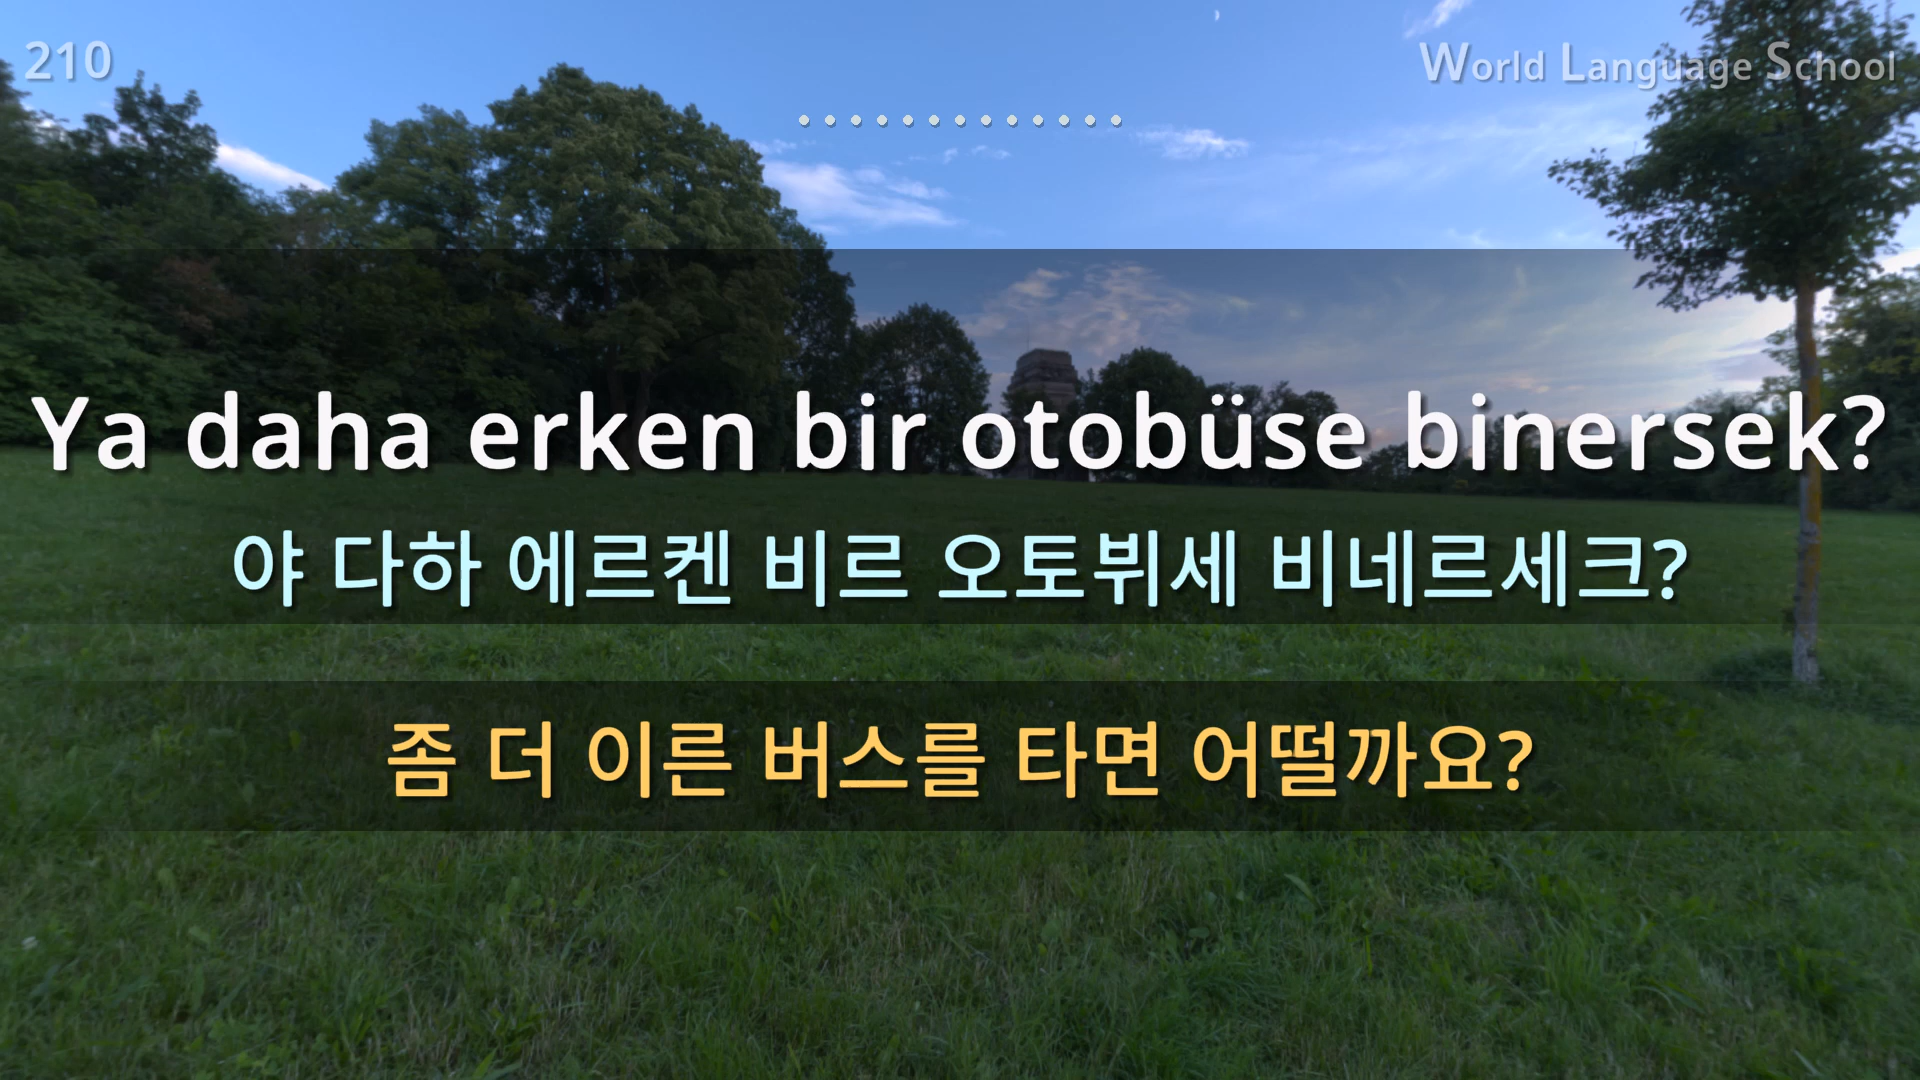 210
World Language School
Ya daha erken bir otobüse binersek?
야 다하 에르켄 비르 오토뷔세 비네르세크?
좀 더 이른 버스를 타면 어떨까요?